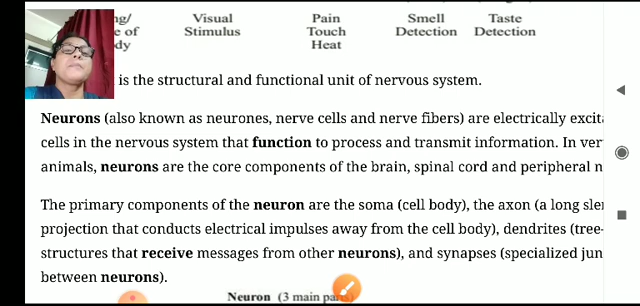 Visual Pain Smell Taste
Stimulus Touch Detection Detection
Heat
is the structural and functional unit of nervous system.
Neurons (also known as neurones, nerve cells and nerve fibers) are electrically
cells in the nervous system that function to process and transmit information. In
animals, neurons are the core components of the brain, spinal cord and peripheral
The primary components of the neuron are the soma (cell body), the axon (a long
projection that conducts electrical impulses away from the cell body), dendrites (tree-
structures that receive messages from other neurons), and synapses (specialized
between neurons).
Neuron (3 main